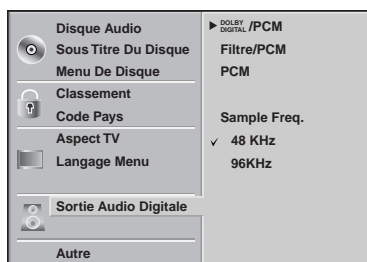 Disque Audio
Sous Titre Du Disque
Menu De Disque
Classement
Code Pays
Aspect TV
Langage Menu
Sortie Audio Digitale
Autre
DOLBY DIGITAL /PCM
Filtre/PCM
PCM
Sample Freq.
48 KHz
96KHz